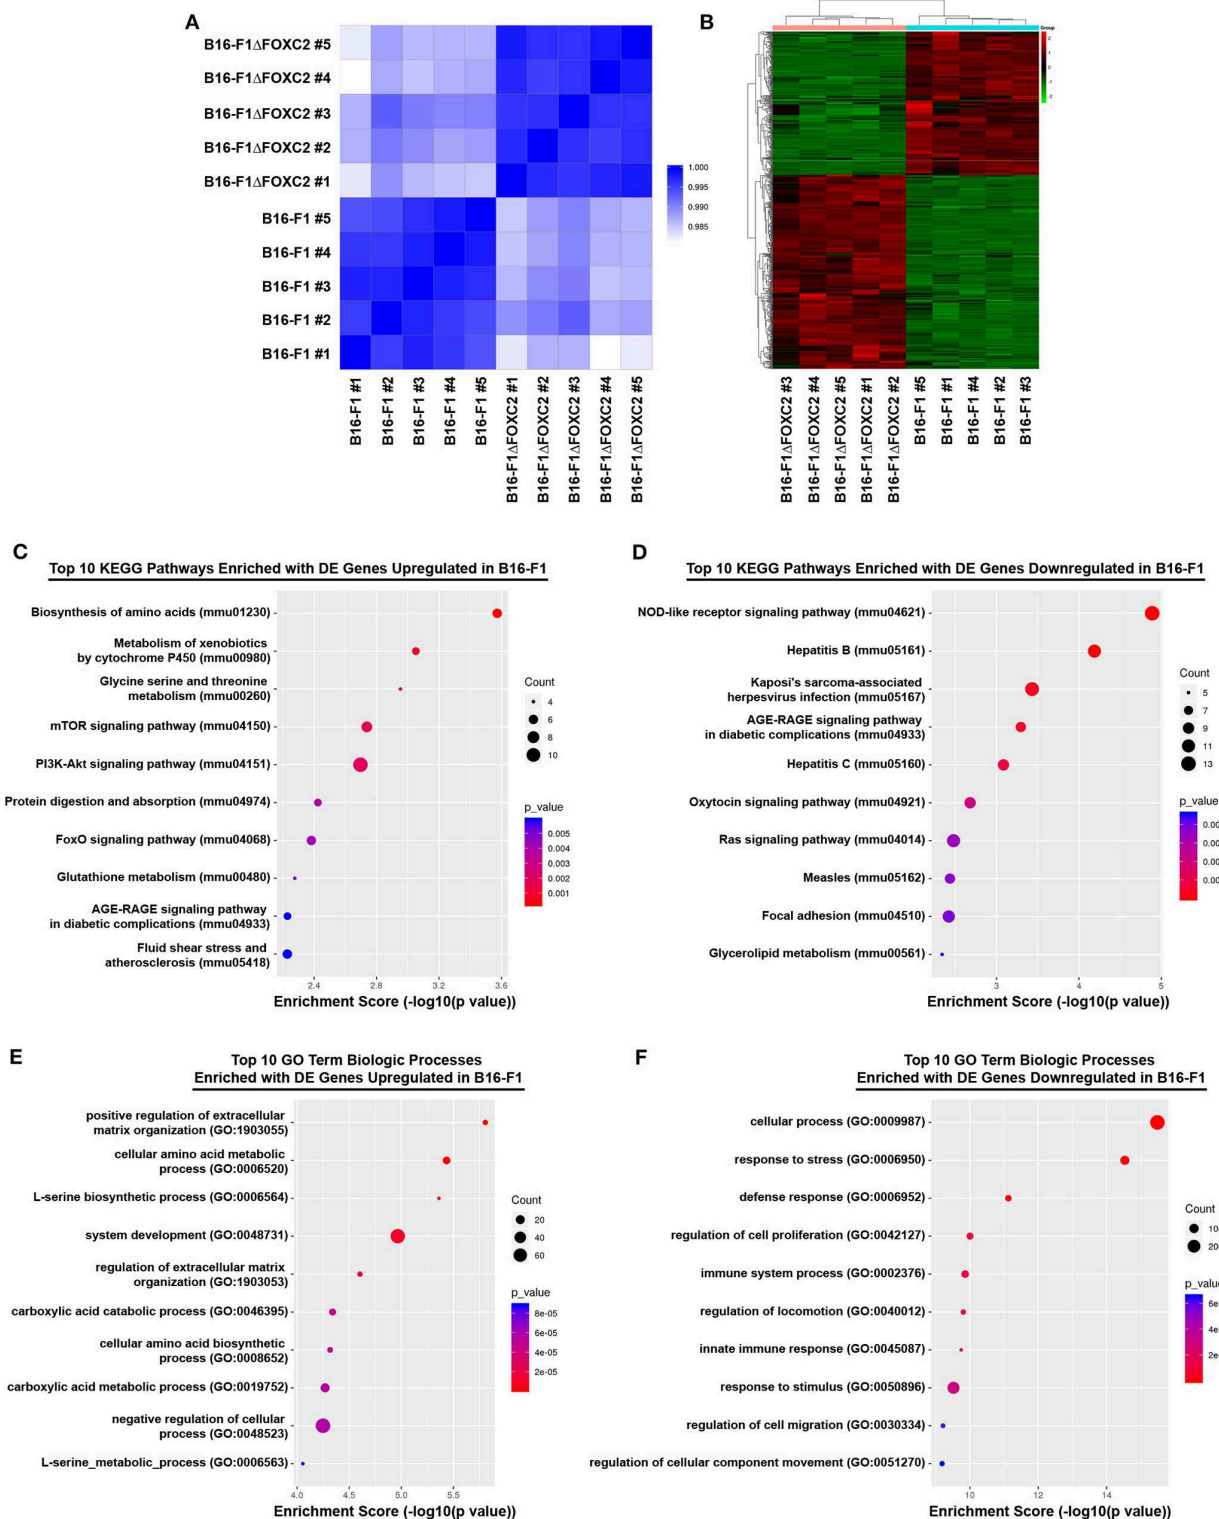 A
B16-F1ΔFOXC2 #5
B16-F1ΔFOXC2 #4
B16-F1ΔFOXC2 #3
B16-F1ΔFOXC2 #2
B16-F1ΔFOXC2 #1
B16-F1 #5
B16-F1 #4
B16-F1 #3
B16-F1 #2
B16-F1 #1
B16-F1 #1
B16-F1 #2
B16-F1 #3
B16-F1 #4
B16-F1 #5
B16-F1ΔFOXC2 #1
B16-F1ΔFOXC2 #2
B16-F1ΔFOXC2 #3
B16-F1ΔFOXC2 #4
B16-F1ΔFOXC2 #5
1.000
0.995
0.990
0.985
B
Group
2
1
0
-1
-2
B16-F1ΔFOXC2 #3
B16-F1ΔFOXC2 #4
B16-F1ΔFOXC2 #5
B16-F1ΔFOXC2 #1
B16-F1ΔFOXC2 #2
B16-F1 #5
B16-F1 #1
B16-F1 #4
B16-F1 #2
B16-F1 #3
C
Top 10 KEGG Pathways Enriched with DE Genes Upregulated in B16-F1
Biosynthesis of amino acids (mmu01230)
Metabolism of xenobiotics
by cytochrome P450 (mmu00980)
Glycine serine and threonine
metabolism (mmu00260)
mTOR signaling pathway (mmu04150)
PI3K-Akt signaling pathway (mmu04151)
Protein digestion and absorption (mmu04974)
FoxO signaling pathway (mmu04068)
Glutathione metabolism (mmu00480)
AGE-RAGE signaling pathway
in diabetic complications (mmu04933)
Fluid shear stress and
atherosclerosis (mmu05418)
2.4
2.8
3.2
3.6
Enrichment Score (-log10(p value))
Count
4
6
8
10
p_value
0.005
0.004
0.003
0.002
0.001
D
Top 10 KEGG Pathways Enriched with DE Genes Downregulated in B16-F1
NOD-like receptor signaling pathway (mmu04621)
Hepatitis B (mmu05161)
Kaposi's sarcoma-associated
herpesvirus infection (mmu05167)
AGE-RAGE signaling pathway
in diabetic complications (mmu04933)
Hepatitis C (mmu05160)
Oxytocin signaling pathway (mmu04921)
Ras signaling pathway (mmu04014)
Measles (mmu05162)
Focal adhesion (mmu04510)
Glycerolipid metabolism (mmu00561)
3
4
5
Enrichment Score (-log10(p value))
Count
5
7
9
11
13
p_value
0.00
0.00
0.00
0.00
E
Top 10 GO Term Biologic Processes
Enriched with DE Genes Upregulated in B16-F1
positive regulation of extracellular
matrix organization (GO:1903055)
cellular amino acid metabolic
process (GO:0006520)
L-serine biosynthetic process (GO:0006564)
system development (GO:0048731)
regulation of extracellular matrix
organization (GO:1903053)
carboxylic acid catabolic process (GO:0046395)
cellular amino acid biosynthetic
process (GO:0008652)
carboxylic acid metabolic process (GO:0019752)
negative regulation of cellular
process (GO:0048523)
L-serine_metabolic_process (GO:0006563)
4.0
4.5
5.0
5.5
Enrichment Score (-log10(p value))
Count
20
40
60
p_value
8e-05
6e-05
4e-05
2e-05
F
Top 10 GO Term Biologic Processes
Enriched with DE Genes Downregulated in B16-F1
cellular process (GO:0009987)
response to stress (GO:0006950)
defense response (GO:0006952)
regulation of cell proliferation (GO:0042127)
immune system process (GO:0002376)
regulation of locomotion (GO:0040012)
innate immune response (GO:0045087)
response to stimulus (GO:0050896)
regulation of cell migration (GO:0030334)
regulation of cellular component movement (GO:0051270)
10
12
14
Enrichment Score (-log10(p value))
Count
10
20
p_valu
6e
4e
2e